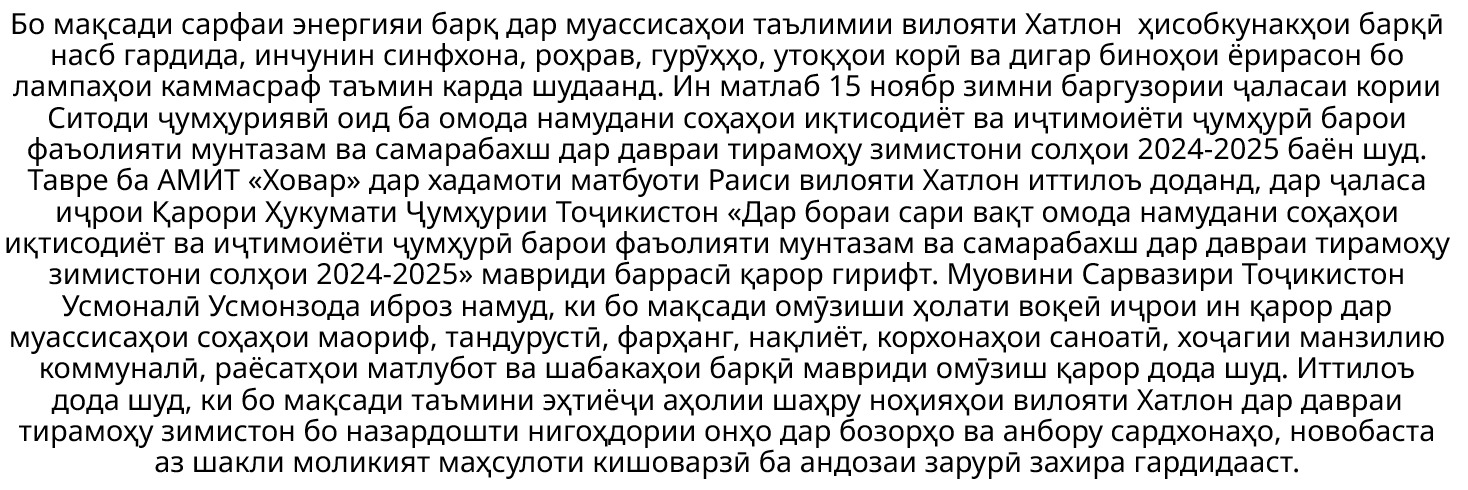 Бо мақсади сарфаи энергияи барқ дар муассисаҳои таълимии вилояти Хатлон  ҳисобкунакҳои барқӣ
насб гардида, инчунин синфхона, роҳрав, гурӯҳҳо, утоқҳои корӣ ва дигар биноҳои ёрирасон бо
лампаҳои каммасраф таъмин карда шудаанд. Ин матлаб 15 ноябр зимни баргузории ҷаласаи кории
Ситоди ҷумҳуриявӣ оид ба омода намудани соҳаҳои иқтисодиёт ва иҷтимоиёти ҷумҳурӣ барои
фаъолияти мунтазам ва самарабахш дар давраи тирамоҳу зимистони солҳои 2024-2025 баён шуд.
Тавре ба АМИТ «Ховар» дар хадамоти матбуоти Раиси вилояти Хатлон иттилоъ доданд, дар ҷаласа
иҷрои Қарори Ҳукумати Ҷумҳурии Тоҷикистон «Дар бораи сари вақт омода намудани соҳаҳои
иқтисодиёт ва иҷтимоиёти ҷумҳурӣ барои фаъолияти мунтазам ва самарабахш дар давраи тирамоҳу
зимистони солҳои 2024-2025» мавриди баррасӣ қарор гирифт. Муовини Сарвазири Тоҷикистон
Усмоналӣ Усмонзода иброз намуд, ки бо мақсади омӯзиши ҳолати воқеӣ иҷрои ин қарор дар
муассисаҳои соҳаҳои маориф, тандурустӣ, фарҳанг, нақлиёт, корхонаҳои саноатӣ, хоҷагии манзилию
коммуналӣ, раёсатҳои матлубот ва шабакаҳои барқӣ мавриди омӯзиш қарор дода шуд. Иттилоъ
дода шуд, ки бо мақсади таъмини эҳтиёҷи аҳолии шаҳру ноҳияҳои вилояти Хатлон дар давраи
тирамоҳу зимистон бо назардошти нигоҳдории онҳо дар бозорҳо ва анбору сардхонаҳо, новобаста
аз шакли моликият маҳсулоти кишоварзӣ ба андозаи зарурӣ захира гардидааст.